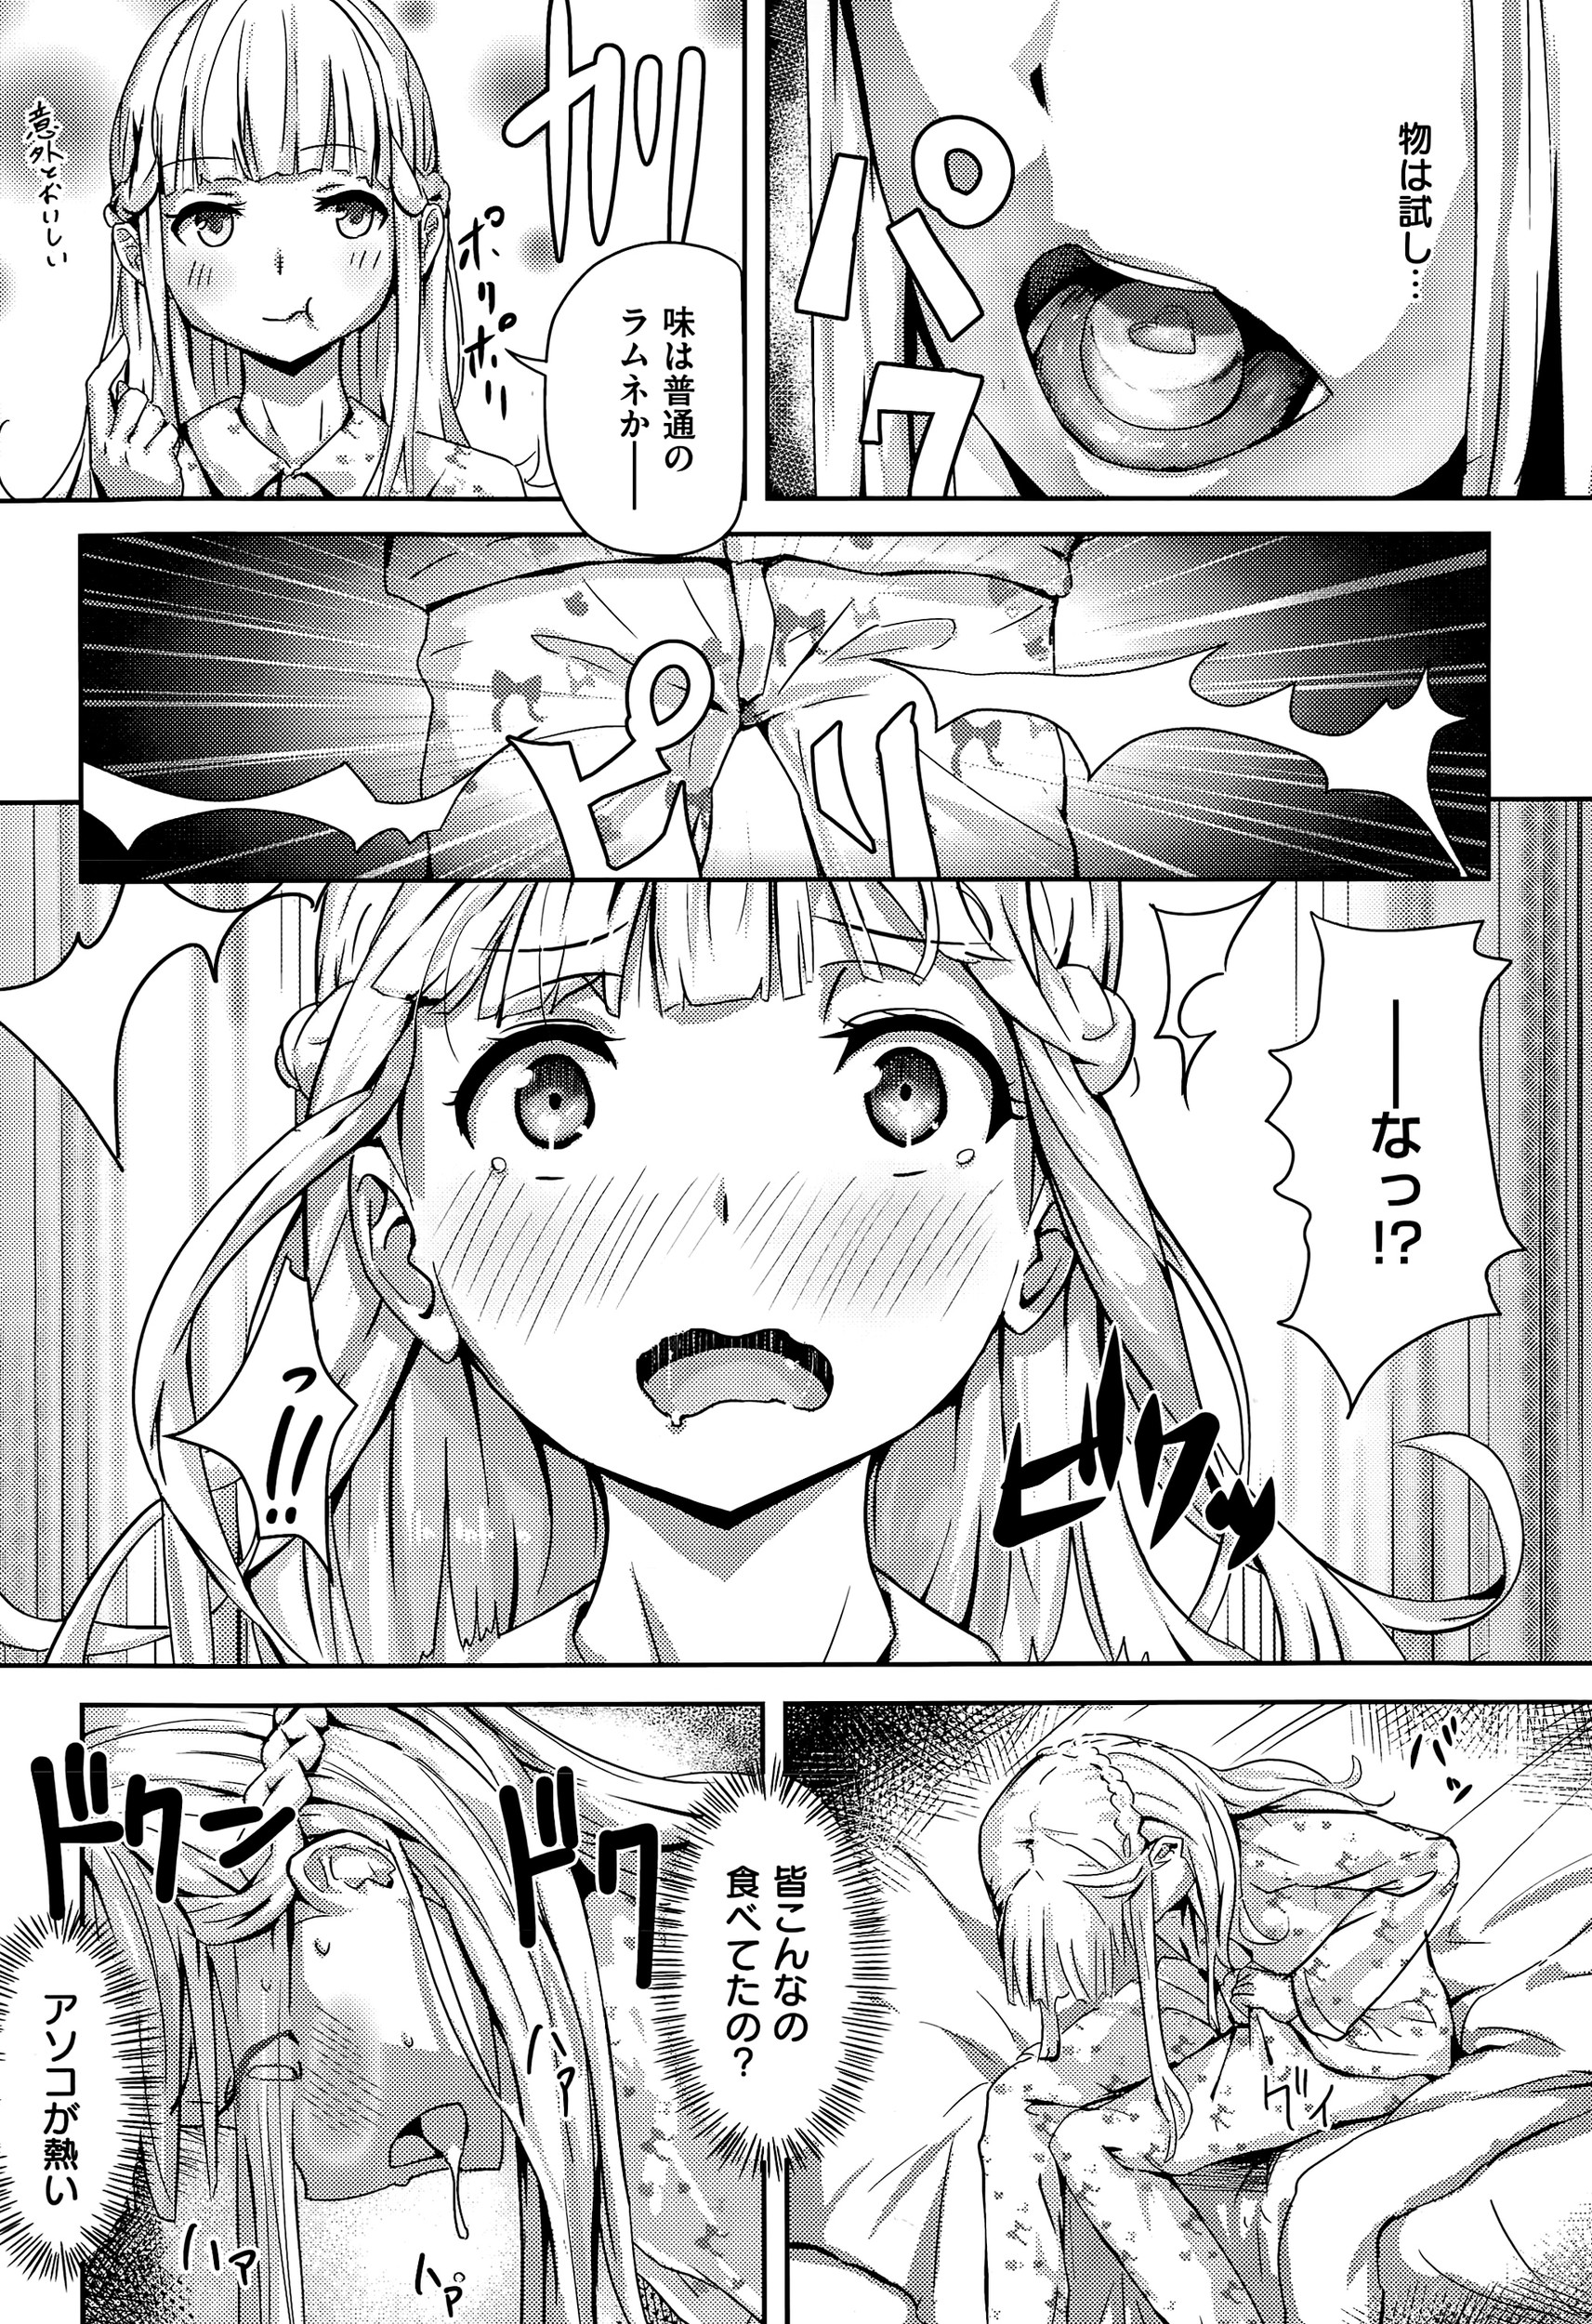 物は試し…
パクッ
カリッ
味は普通の
ラムネか――
ポリポリ
意外とおいしい
ピリ
――なっ!?
っ!!
ビクッ
グイ
皆こんなの
食べてたの?
ドク
ドクン
ハァ
アソコが熱い
ハァ
ハァ